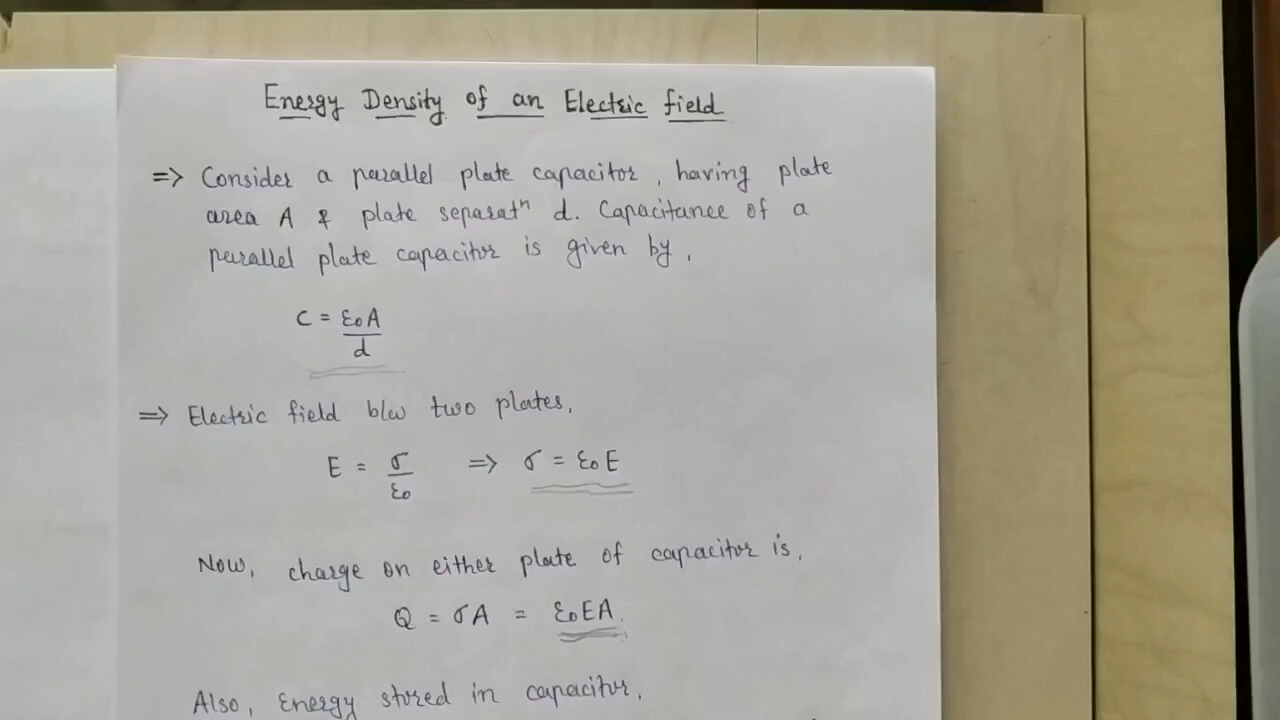 Energy Density of an Electric field
=> Consider a parallel plate capacitor, having plate
area A & plate separatⁿ d. Capacitance of a
parallel plate capacitor is given by,
C = ε₀A
d
=> Electric field b/w two plates,
E = σ/ε₀ => σ = ε₀E
Now, charge on either plate of capacitor is,
Q = σA = ε₀EA.
Also, Energy stored in capacitor,